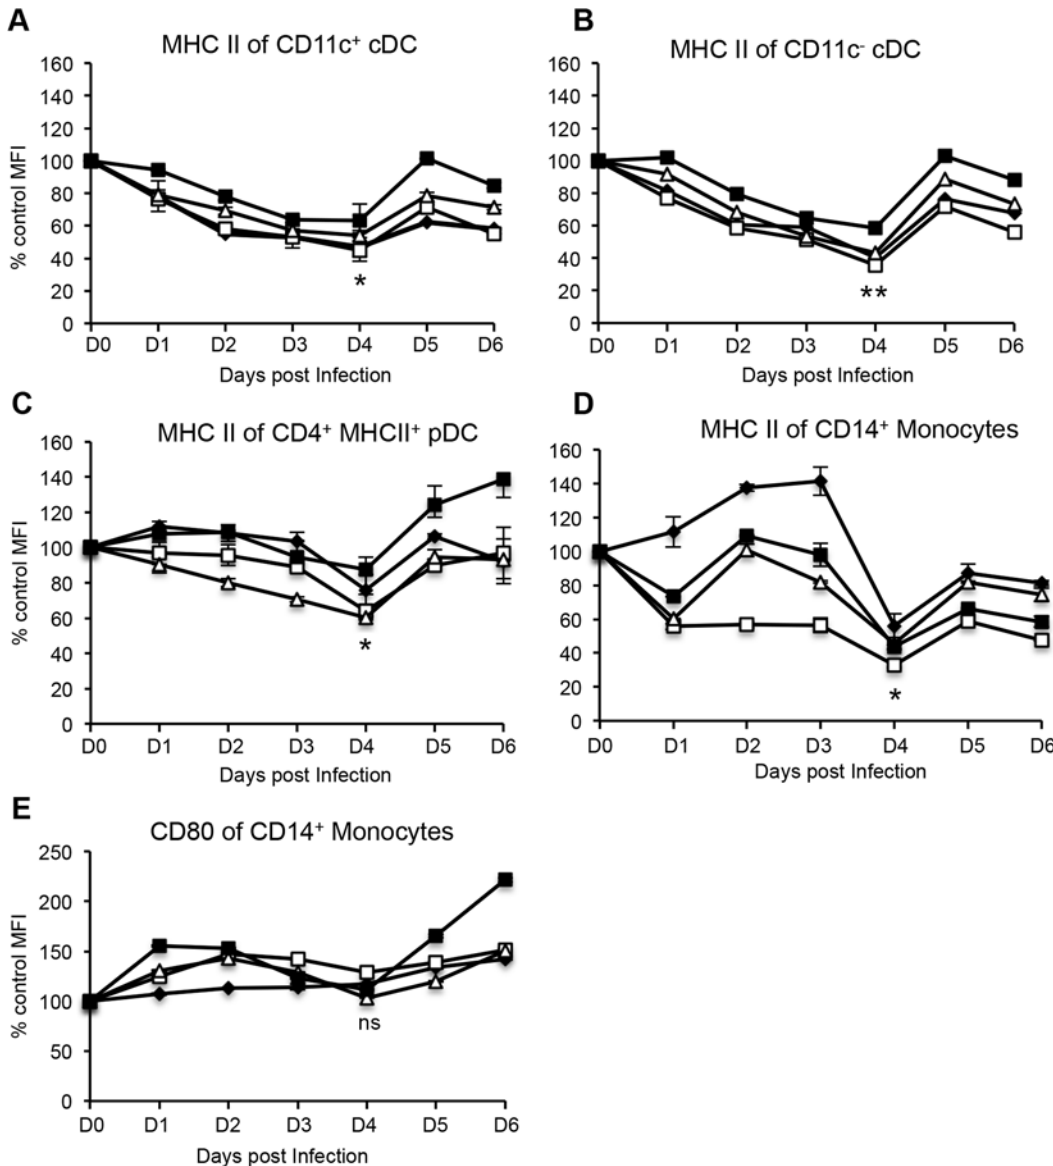 A
MHC II of CD11c⁺ cDC
% control MFI
160
140
120
100
80
60
40
20
0
*
D0 D1 D2 D3 D4 D5 D6
Days post Infection
B
MHC II of CD11c⁻ cDC
160
140
120
100
80
60
40
20
0
**
D0 D1 D2 D3 D4 D5 D6
Days post Infection
C
MHC II of CD4⁺ MHCII⁺ pDC
% control MFI
160
140
120
100
80
60
40
20
0
*
D0 D1 D2 D3 D4 D5 D6
Days post Infection
D
MHC II of CD14⁺ Monocytes
160
140
120
100
80
60
40
20
0
*
D0 D1 D2 D3 D4 D5 D6
Days post Infection
E
CD80 of CD14⁺ Monocytes
% control MFI
250
200
150
100
50
0
ns
D0 D1 D2 D3 D4 D5 D6
Days post Infection